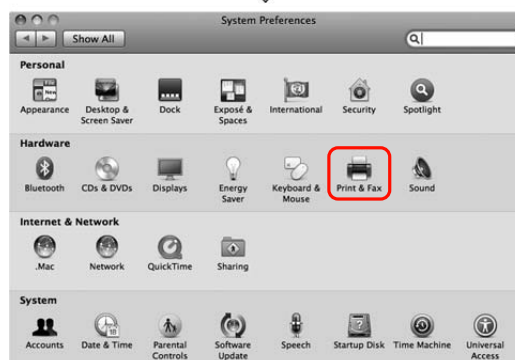 System Preferences
Show All
Personal
Appearance Desktop & Screen Saver Dock Exposé & Spaces International Security Spotlight
Hardware
Bluetooth CDs & DVDs Displays Energy Saver Keyboard & Mouse Print & Fax Sound
Internet & Network
.Mac Network QuickTime Sharing
System
Accounts Date & Time Parental Controls Software Update Speech Startup Disk Time Machine Universal Access